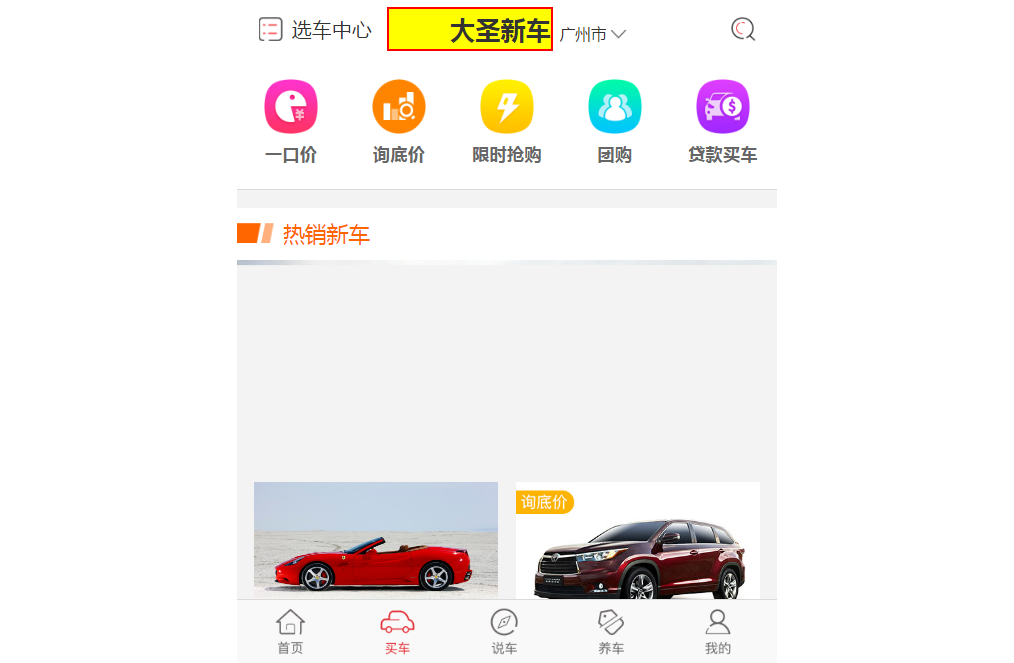 选车中心 大圣新车 广州市
一口价 询底价 限时抢购 团购 贷款买车
热销新车
询底价
首页 买车 说车 养车 我的